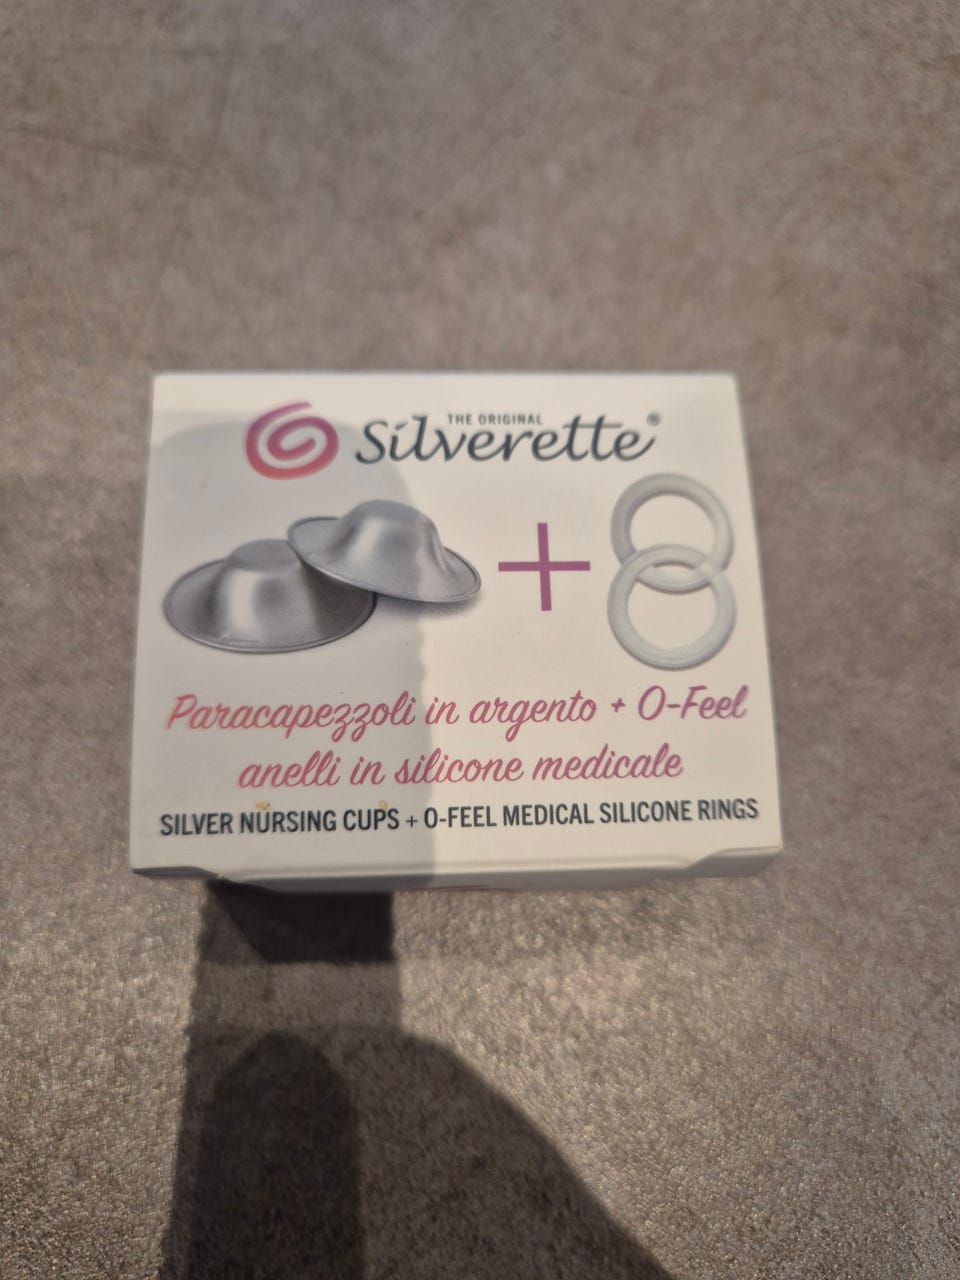 THE ORIGINAL
Silverette®
Paracapezzoli in argento + O-Feel
anelli in silicone medicale
SILVER NURSING CUPS + O-FEEL MEDICAL SILICONE RINGS